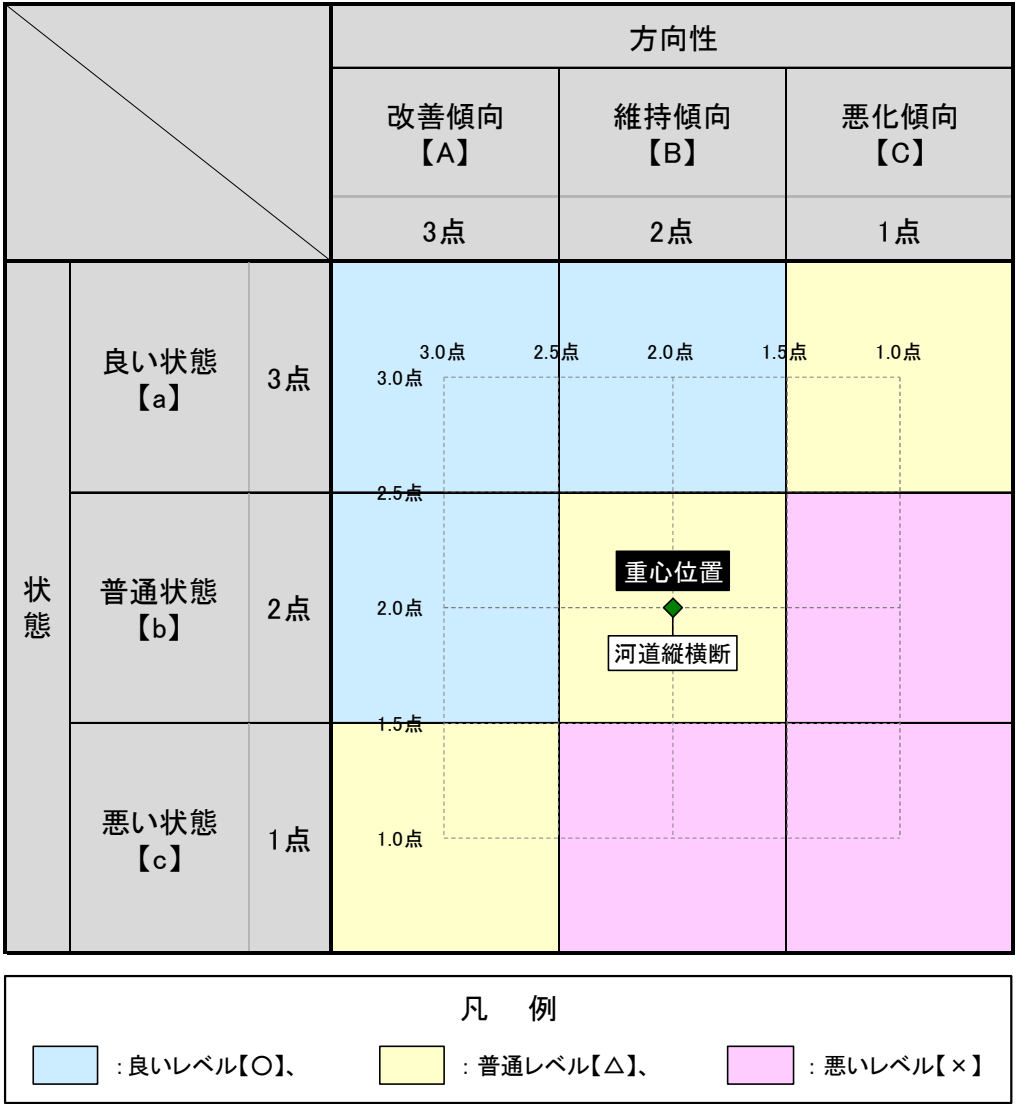 方向性
改善傾向
【A】
維持傾向
【B】
悪化傾向
【C】
3点
2点
1点
状態
良い状態
【a】
3点
3.0点
2.5点
2.0点
1.5点
1.0点
3.0点
2.5点
普通状態
【b】
2点
2.0点
重心位置
河道縦横断
1.5点
悪い状態
【c】
1点
1.0点
凡 例
：良いレベル【○】、
：普通レベル【△】、
：悪いレベル【×】